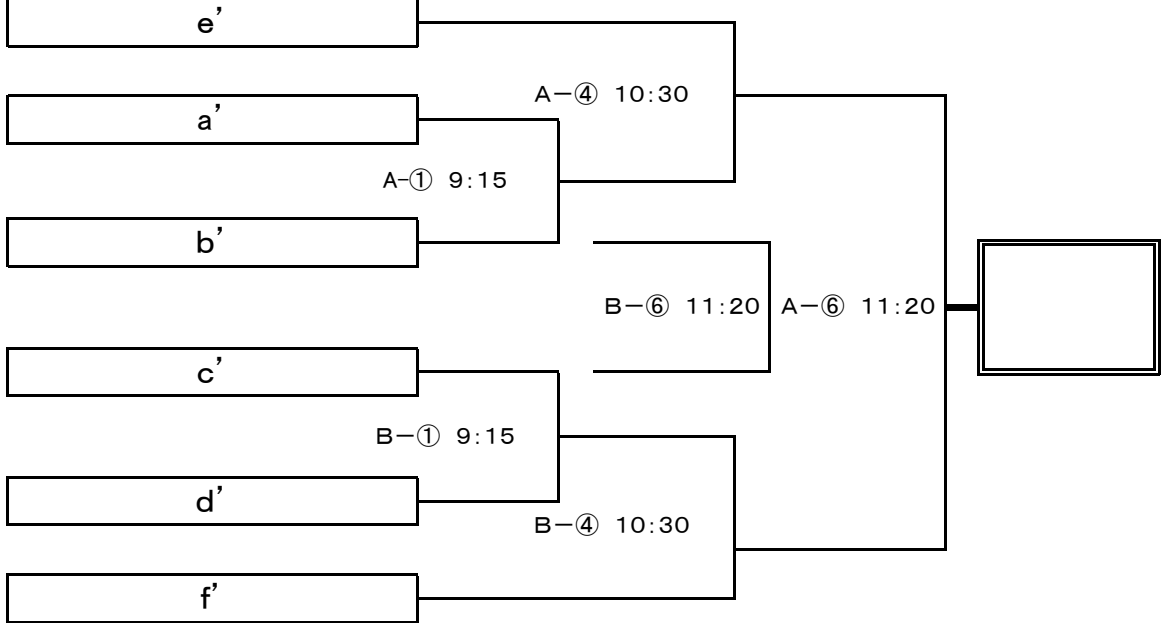 e’
A－④ 10:30
a’
A-① 9:15
b’
B－⑥ 11:20
A－⑥ 11:20
c’
B－① 9:15
d’
B－④ 10:30
f’